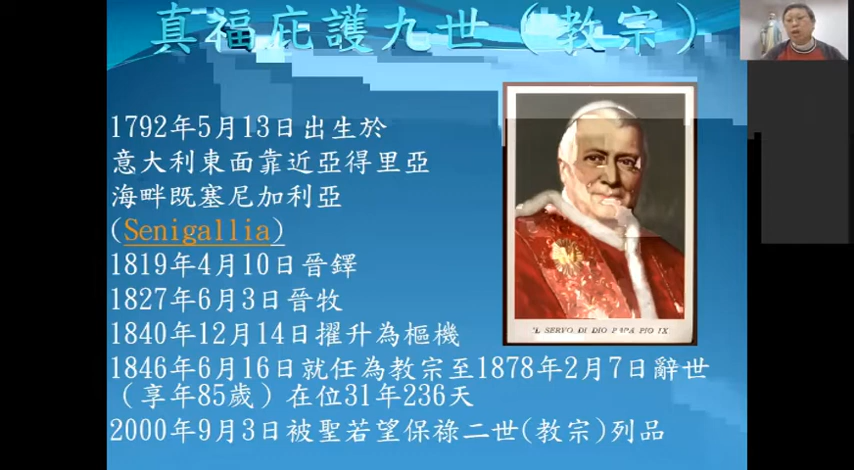 真福庇護九世（教宗）
1792年5月13日出生於
意大利東面靠近亞得里亞
海畔既塞尼加利亞
(Senigallia)
1819年4月10日晉鐸
1827年6月3日晉牧
1840年12月14日擢升為樞機
1846年6月16日就任為教宗至1878年2月7日辭世
（享年85歲）在位31年236天
2000年9月3日被聖若望保祿二世(教宗)列品
IL SERVO DI DIO PAPA PIO IX